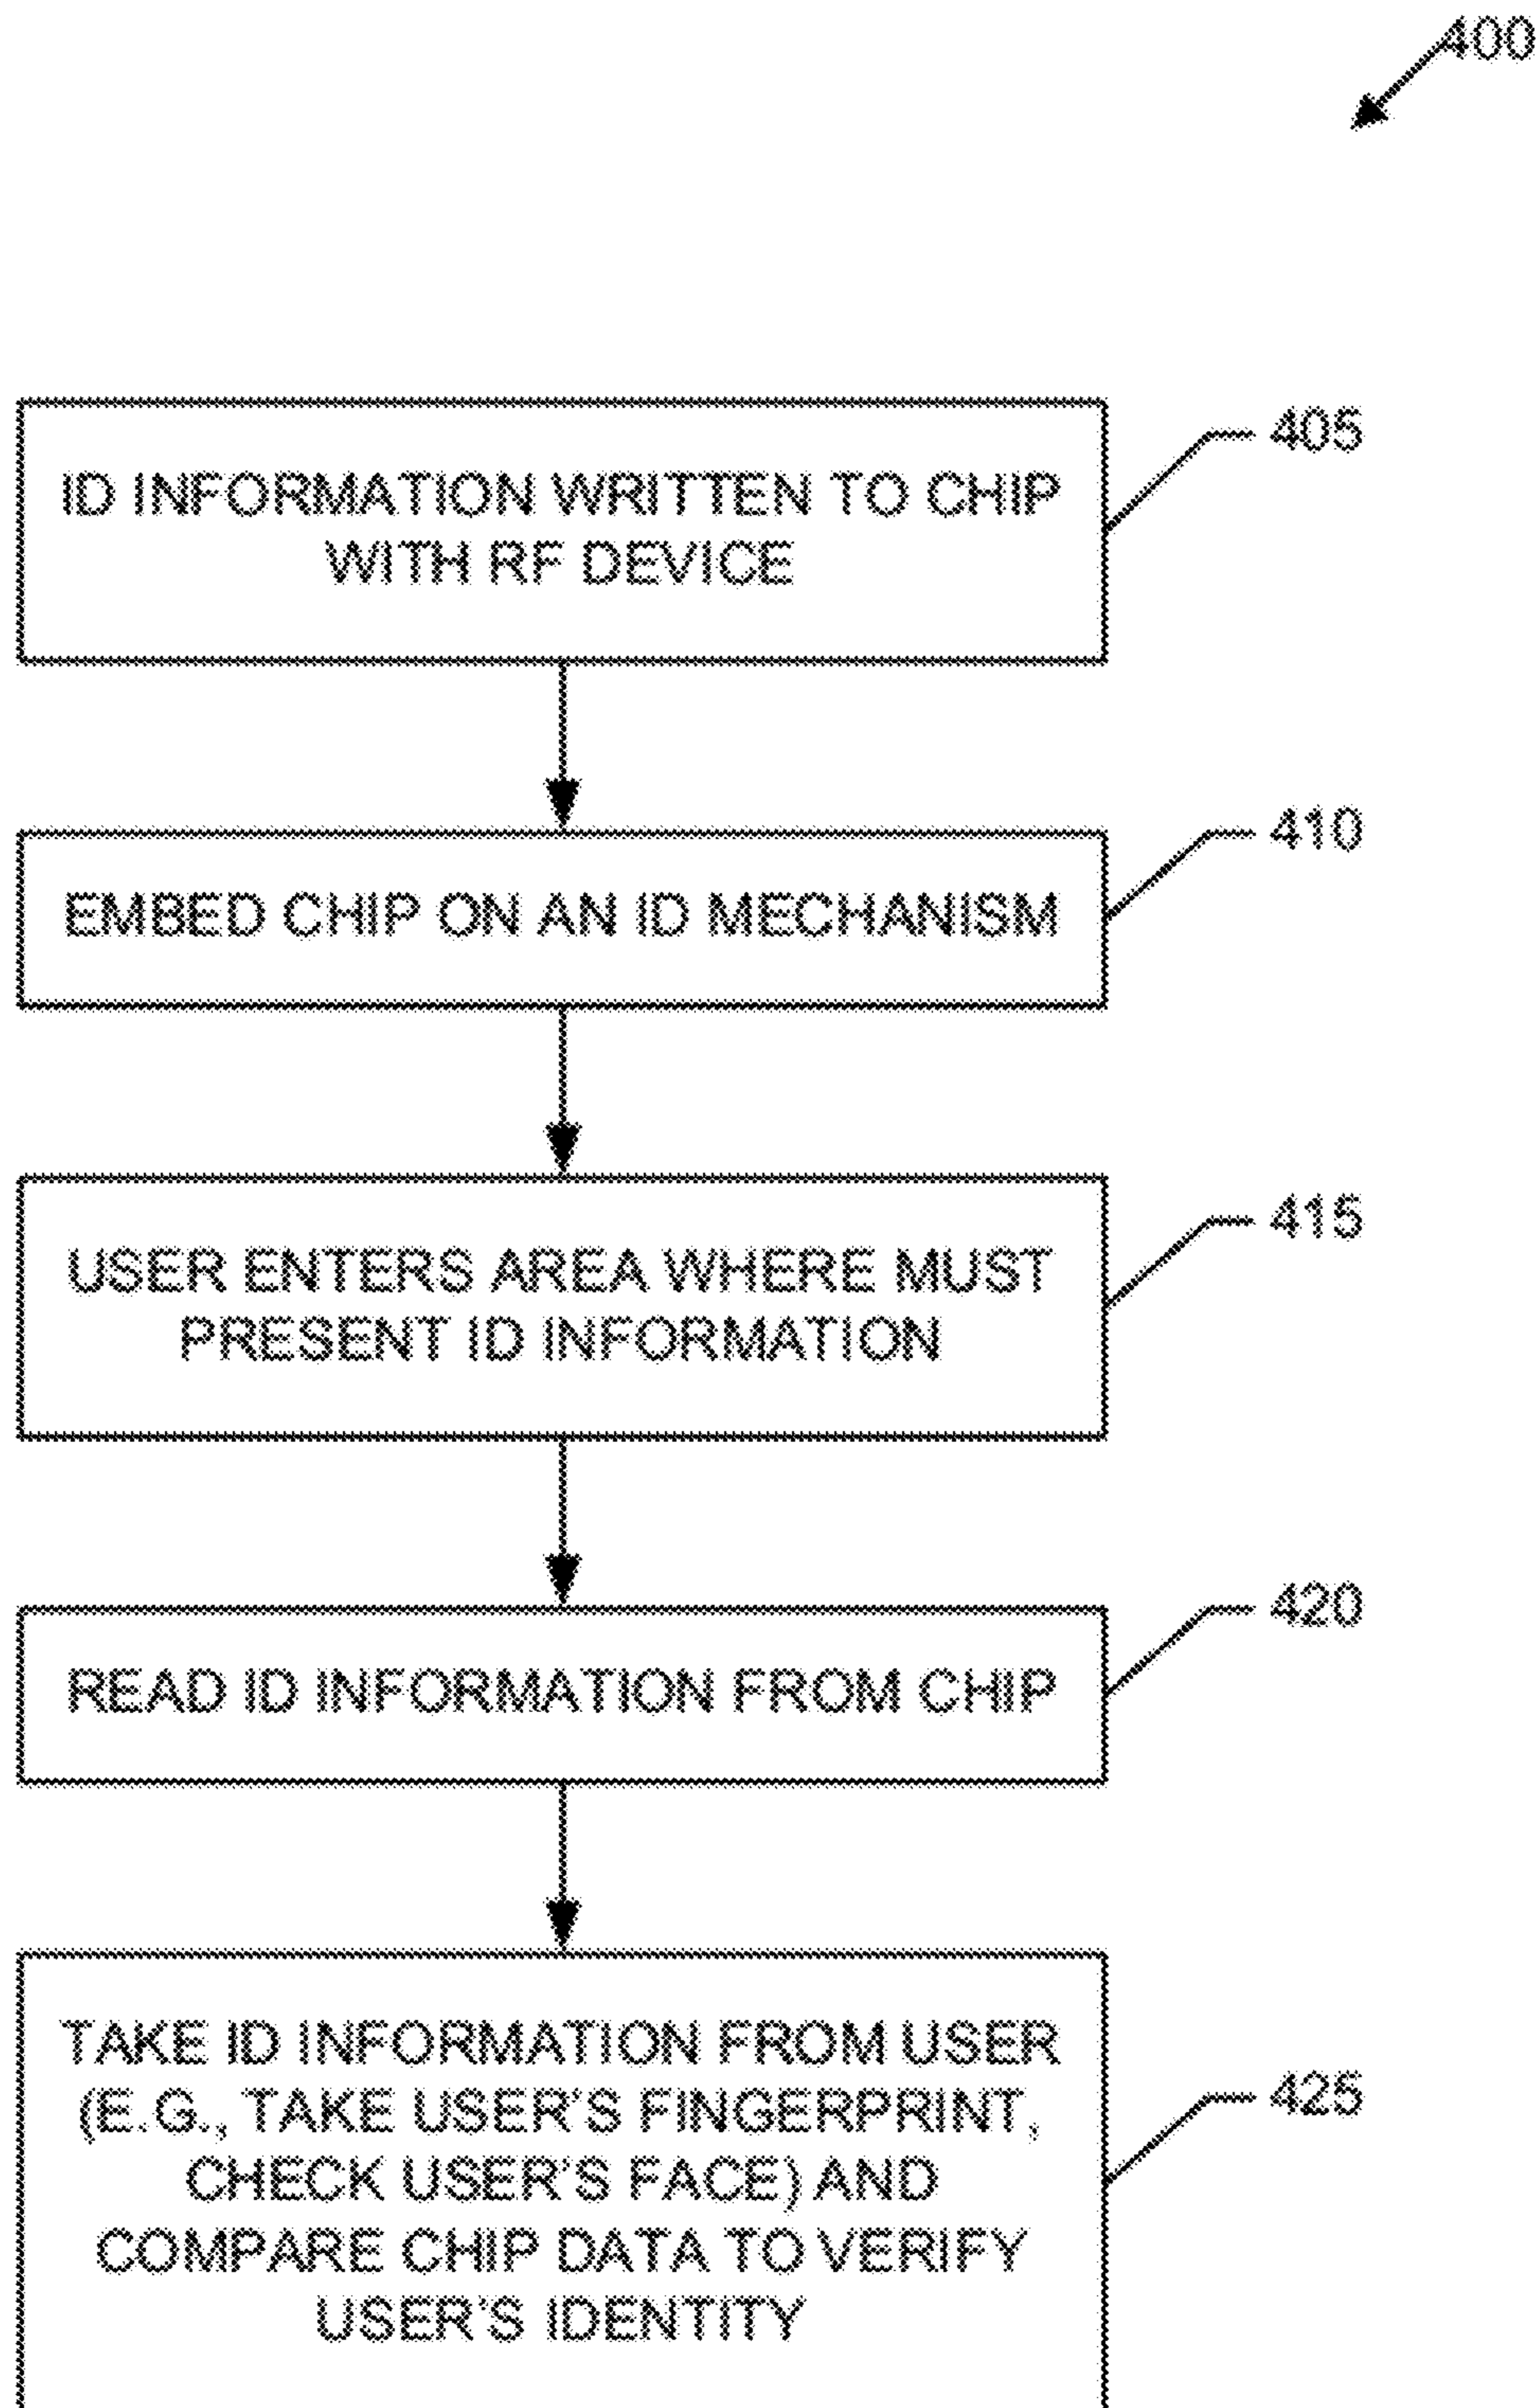 400
ID INFORMATION WRITTEN TO CHIP
WITH RF DEVICE
405
EMBED CHIP ON AN ID MECHANISM
410
USER ENTERS AREA WHERE MUST
PRESENT ID INFORMATION
415
READ ID INFORMATION FROM CHIP
420
TAKE ID INFORMATION FROM USER
(E.G., TAKE USER'S FINGERPRINT,
CHECK USER'S FACE) AND
COMPARE CHIP DATA TO VERIFY
USER'S IDENTITY
425